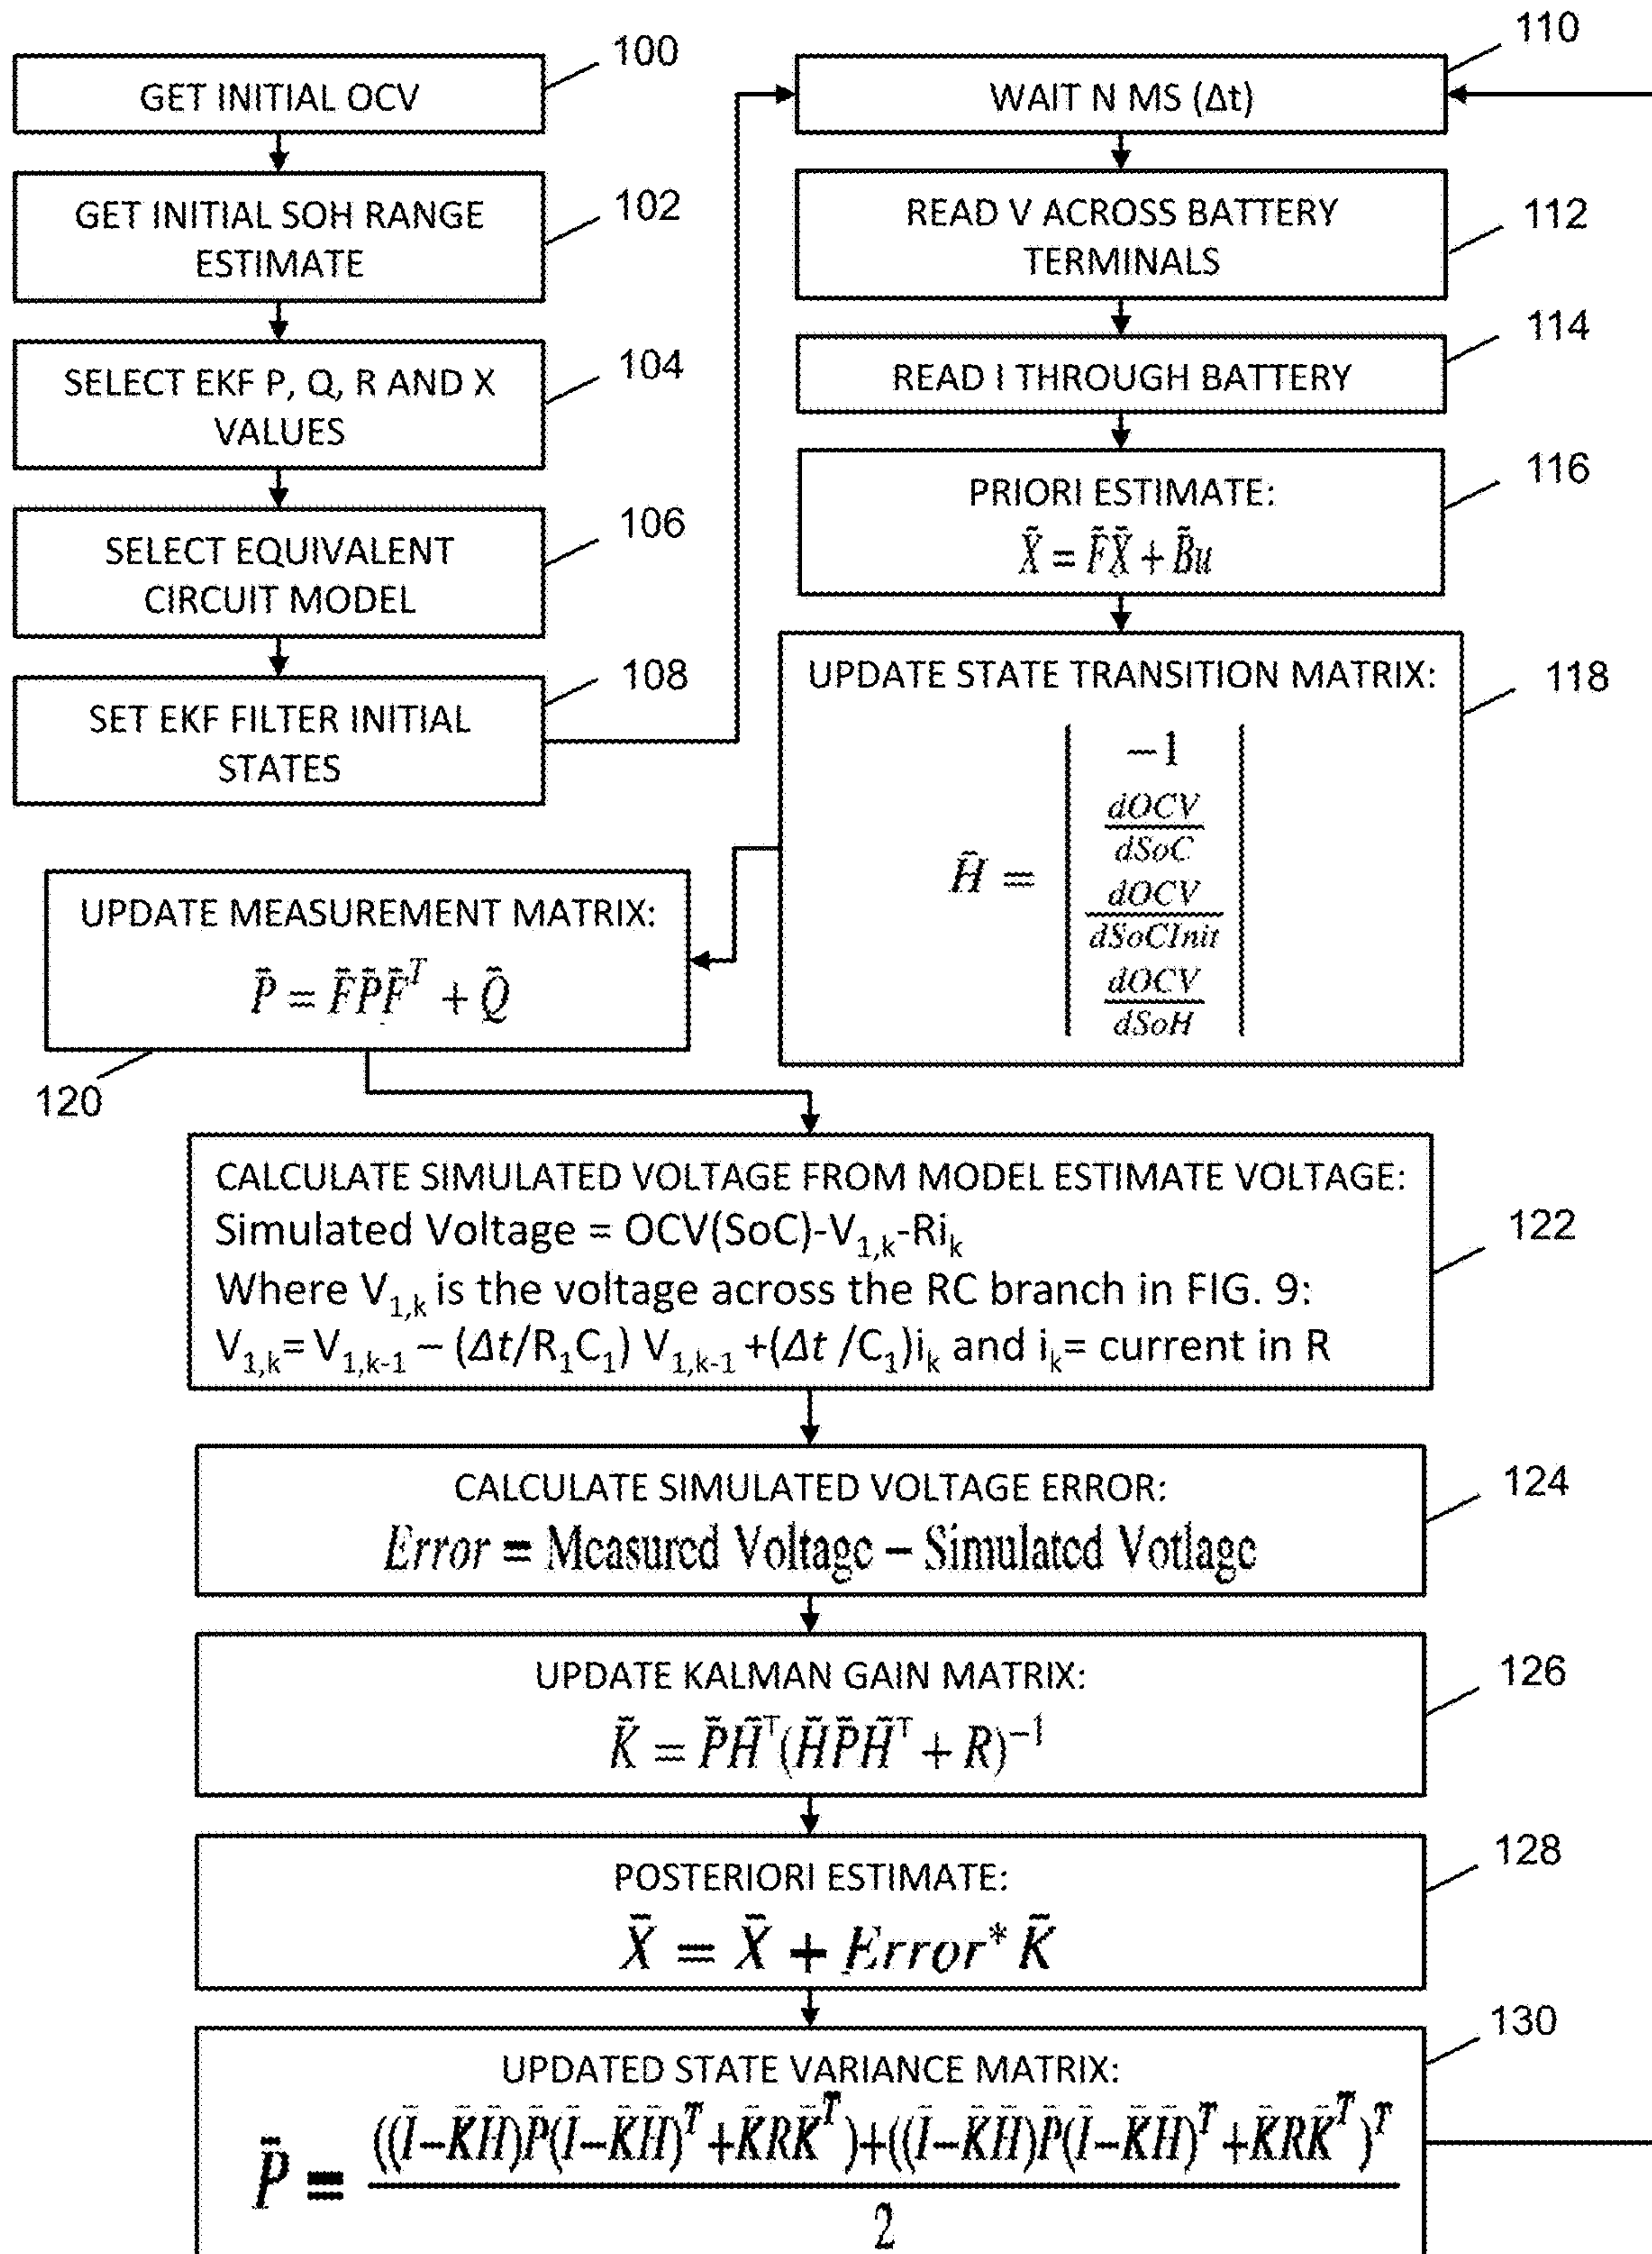 100
GET INITIAL OCV
102
GET INITIAL SOH RANGE
ESTIMATE
104
SELECT EKF P, Q, R AND X
VALUES
106
SELECT EQUIVALENT
CIRCUIT MODEL
108
SET EKF FILTER INITIAL
STATES
110
WAIT N MS (Δt)
112
READ V ACROSS BATTERY
TERMINALS
114
READ I THROUGH BATTERY
116
PRIORI ESTIMATE:
X̄ = F̄X̄ + B̄u
118
UPDATE STATE TRANSITION MATRIX:
−1
dOCV
dSoC
H̄ =
dOCV
dSoCInit
dOCV
dSoH
UPDATE MEASUREMENT MATRIX:
P̄ = F̄P̄F̄ᵀ + Q̄
120
CALCULATE SIMULATED VOLTAGE FROM MODEL ESTIMATE VOLTAGE:
Simulated Voltage = OCV(SoC)-V₁,ₖ-Riₖ
Where V₁,ₖ is the voltage across the RC branch in FIG. 9:
V₁,ₖ= V₁,ₖ₋₁ – (Δt/R₁C₁) V₁,ₖ₋₁ +(Δt /C₁)iₖ and iₖ= current in R
122
CALCULATE SIMULATED VOLTAGE ERROR:
Error = Measured Voltage – Simulated Votlage
124
UPDATE KALMAN GAIN MATRIX:
K̄ = P̄H̄ᵀ(H̄P̄H̄ᵀ + R)⁻¹
126
POSTERIORI ESTIMATE:
X̄ = X̄ + Error* K̄
128
UPDATED STATE VARIANCE MATRIX:
P̄ = ((Ī−K̄H̄)P̄(Ī−K̄H̄)ᵀ+K̄RK̄ᵀ)+((Ī−K̄H̄)P̄(Ī−K̄H̄)ᵀ+K̄RK̄ᵀ)ᵀ
2
130